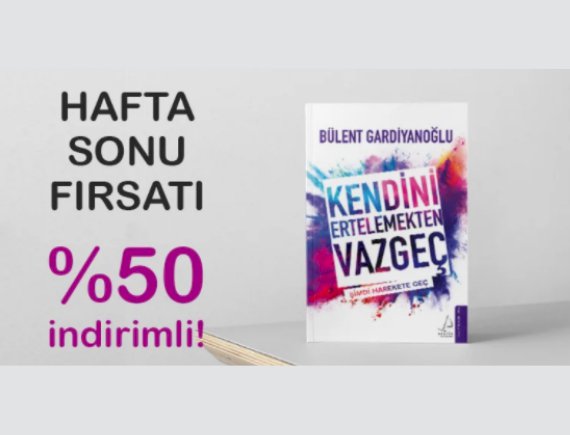 HAFTA
SONU
FIRSATI
%50
indirimli!
BÜLENT GARDİYANOĞLU
KENDİNİ
ERTELEMEKTEN
VAZGEÇ
ŞİMDİ HAREKETE GEÇ